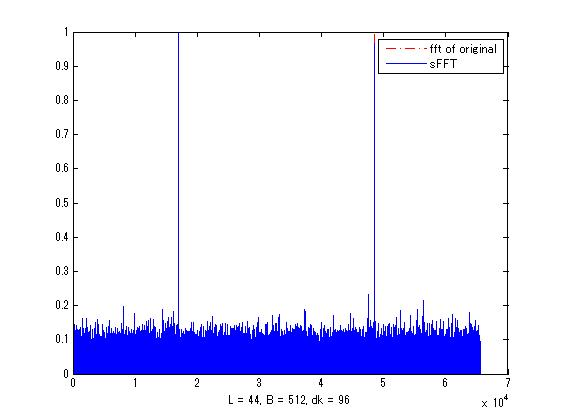 1
0.9
0.8
0.7
0.6
0.5
0.4
0.3
0.2
0.1
0
fft of original
sFFT
0 1 2 3 4 5 6 7
x 10^4
L = 44, B = 512, dk = 96